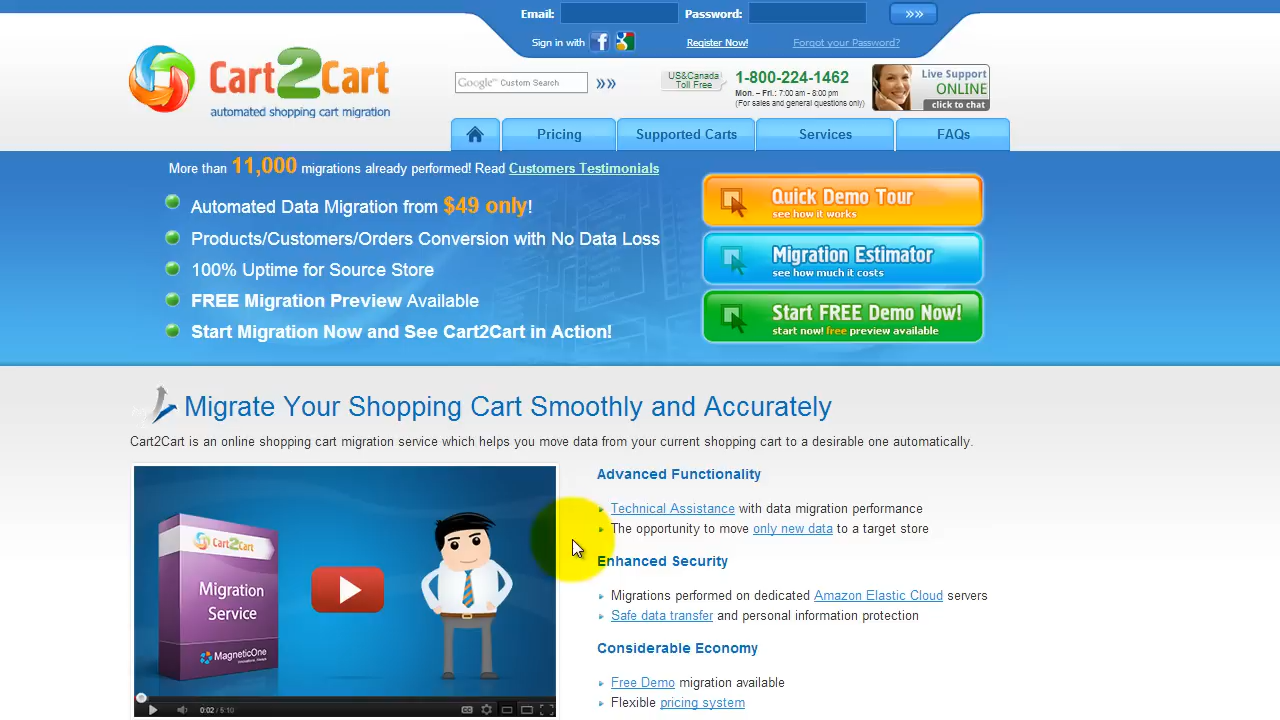 Email: Password: »»
Sign in with Register Now! Forgot your Password?
Cart2Cart
automated shopping cart migration
Google™ Custom Search »»
US&Canada
Toll Free
1-800-224-1462
Mon. – Fri.: 7:00 am - 8:00 pm
(For sales and general questions only)
Live Support
ONLINE
click to chat
Pricing Supported Carts Services FAQs
More than 11,000 migrations already performed! Read Customers Testimonials
Automated Data Migration from $49 only!
Products/Customers/Orders Conversion with No Data Loss
100% Uptime for Source Store
FREE Migration Preview Available
Start Migration Now and See Cart2Cart in Action!
Quick Demo Tour
see how it works
Migration Estimator
see how much it costs
Start FREE Demo Now!
start now! free preview available
Migrate Your Shopping Cart Smoothly and Accurately
Cart2Cart is an online shopping cart migration service which helps you move data from your current shopping cart to a desirable one automatically.
Cart2Cart
Migration
Service
MagneticOne
0:02 / 5:10
CC
Advanced Functionality
Technical Assistance with data migration performance
The opportunity to move only new data to a target store
Enhanced Security
Migrations performed on dedicated Amazon Elastic Cloud servers
Safe data transfer and personal information protection
Considerable Economy
Free Demo migration available
Flexible pricing system